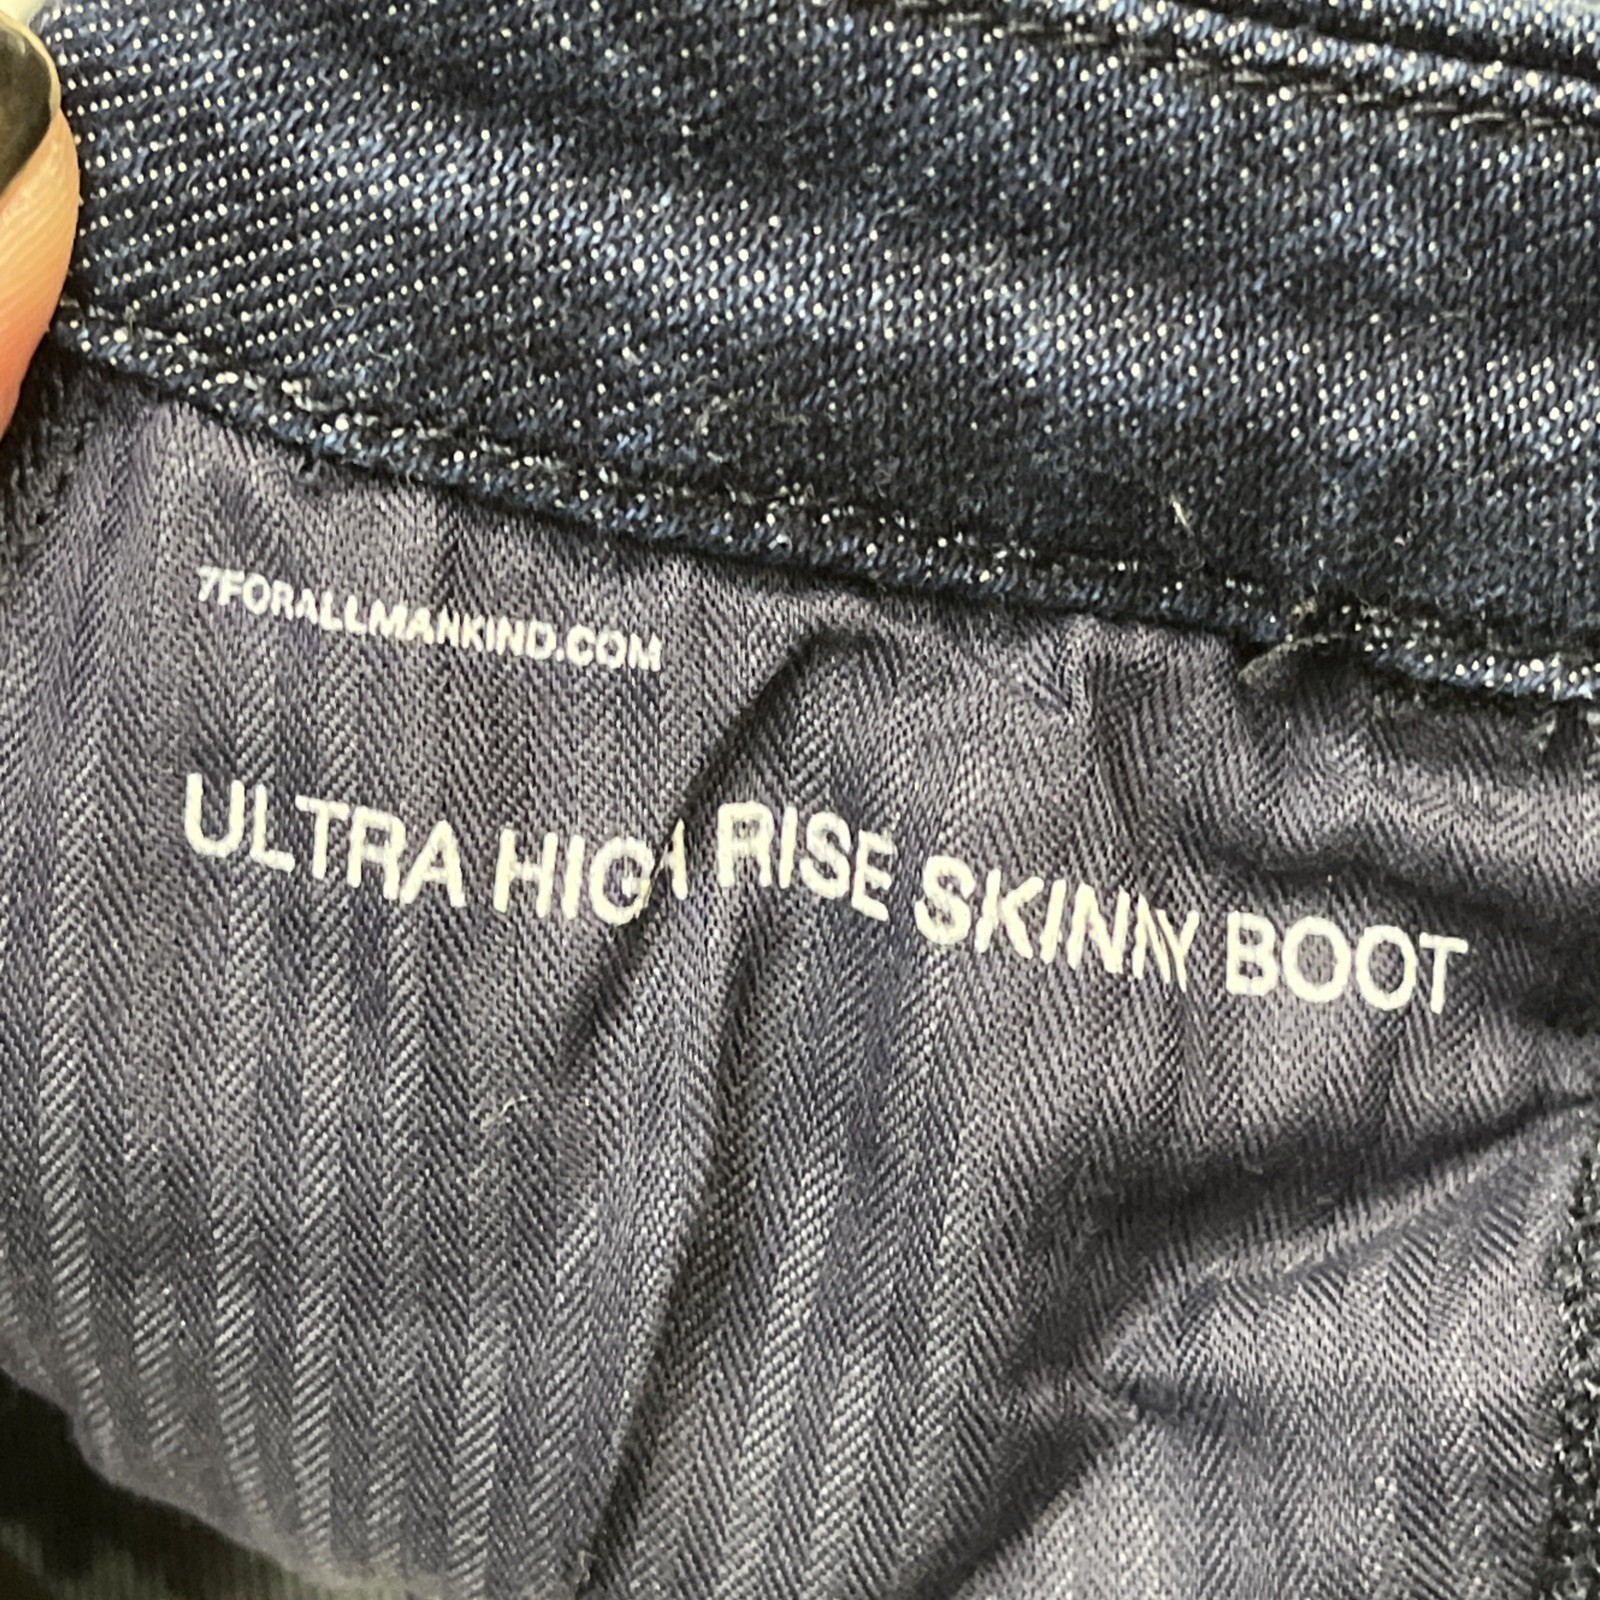 7FORALLMANKIND.COM
ULTRA HIGH RISE SKINNY BOOT